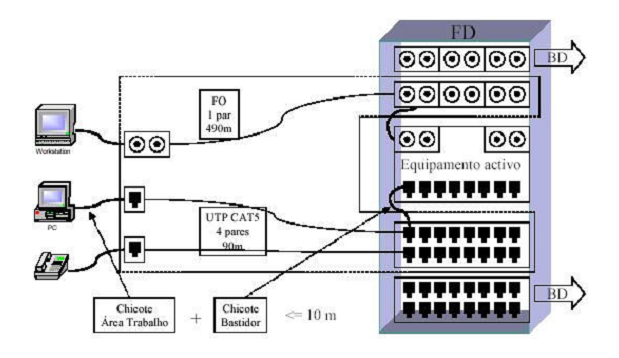 FD
BD
FO
1 par
490m
Workstation
Equipamento activo
PC
UTP CAT5
4 pares
90m.
Chicote
Área Trabalho
+
Chicote
Bastidor
<= 10 m
BD